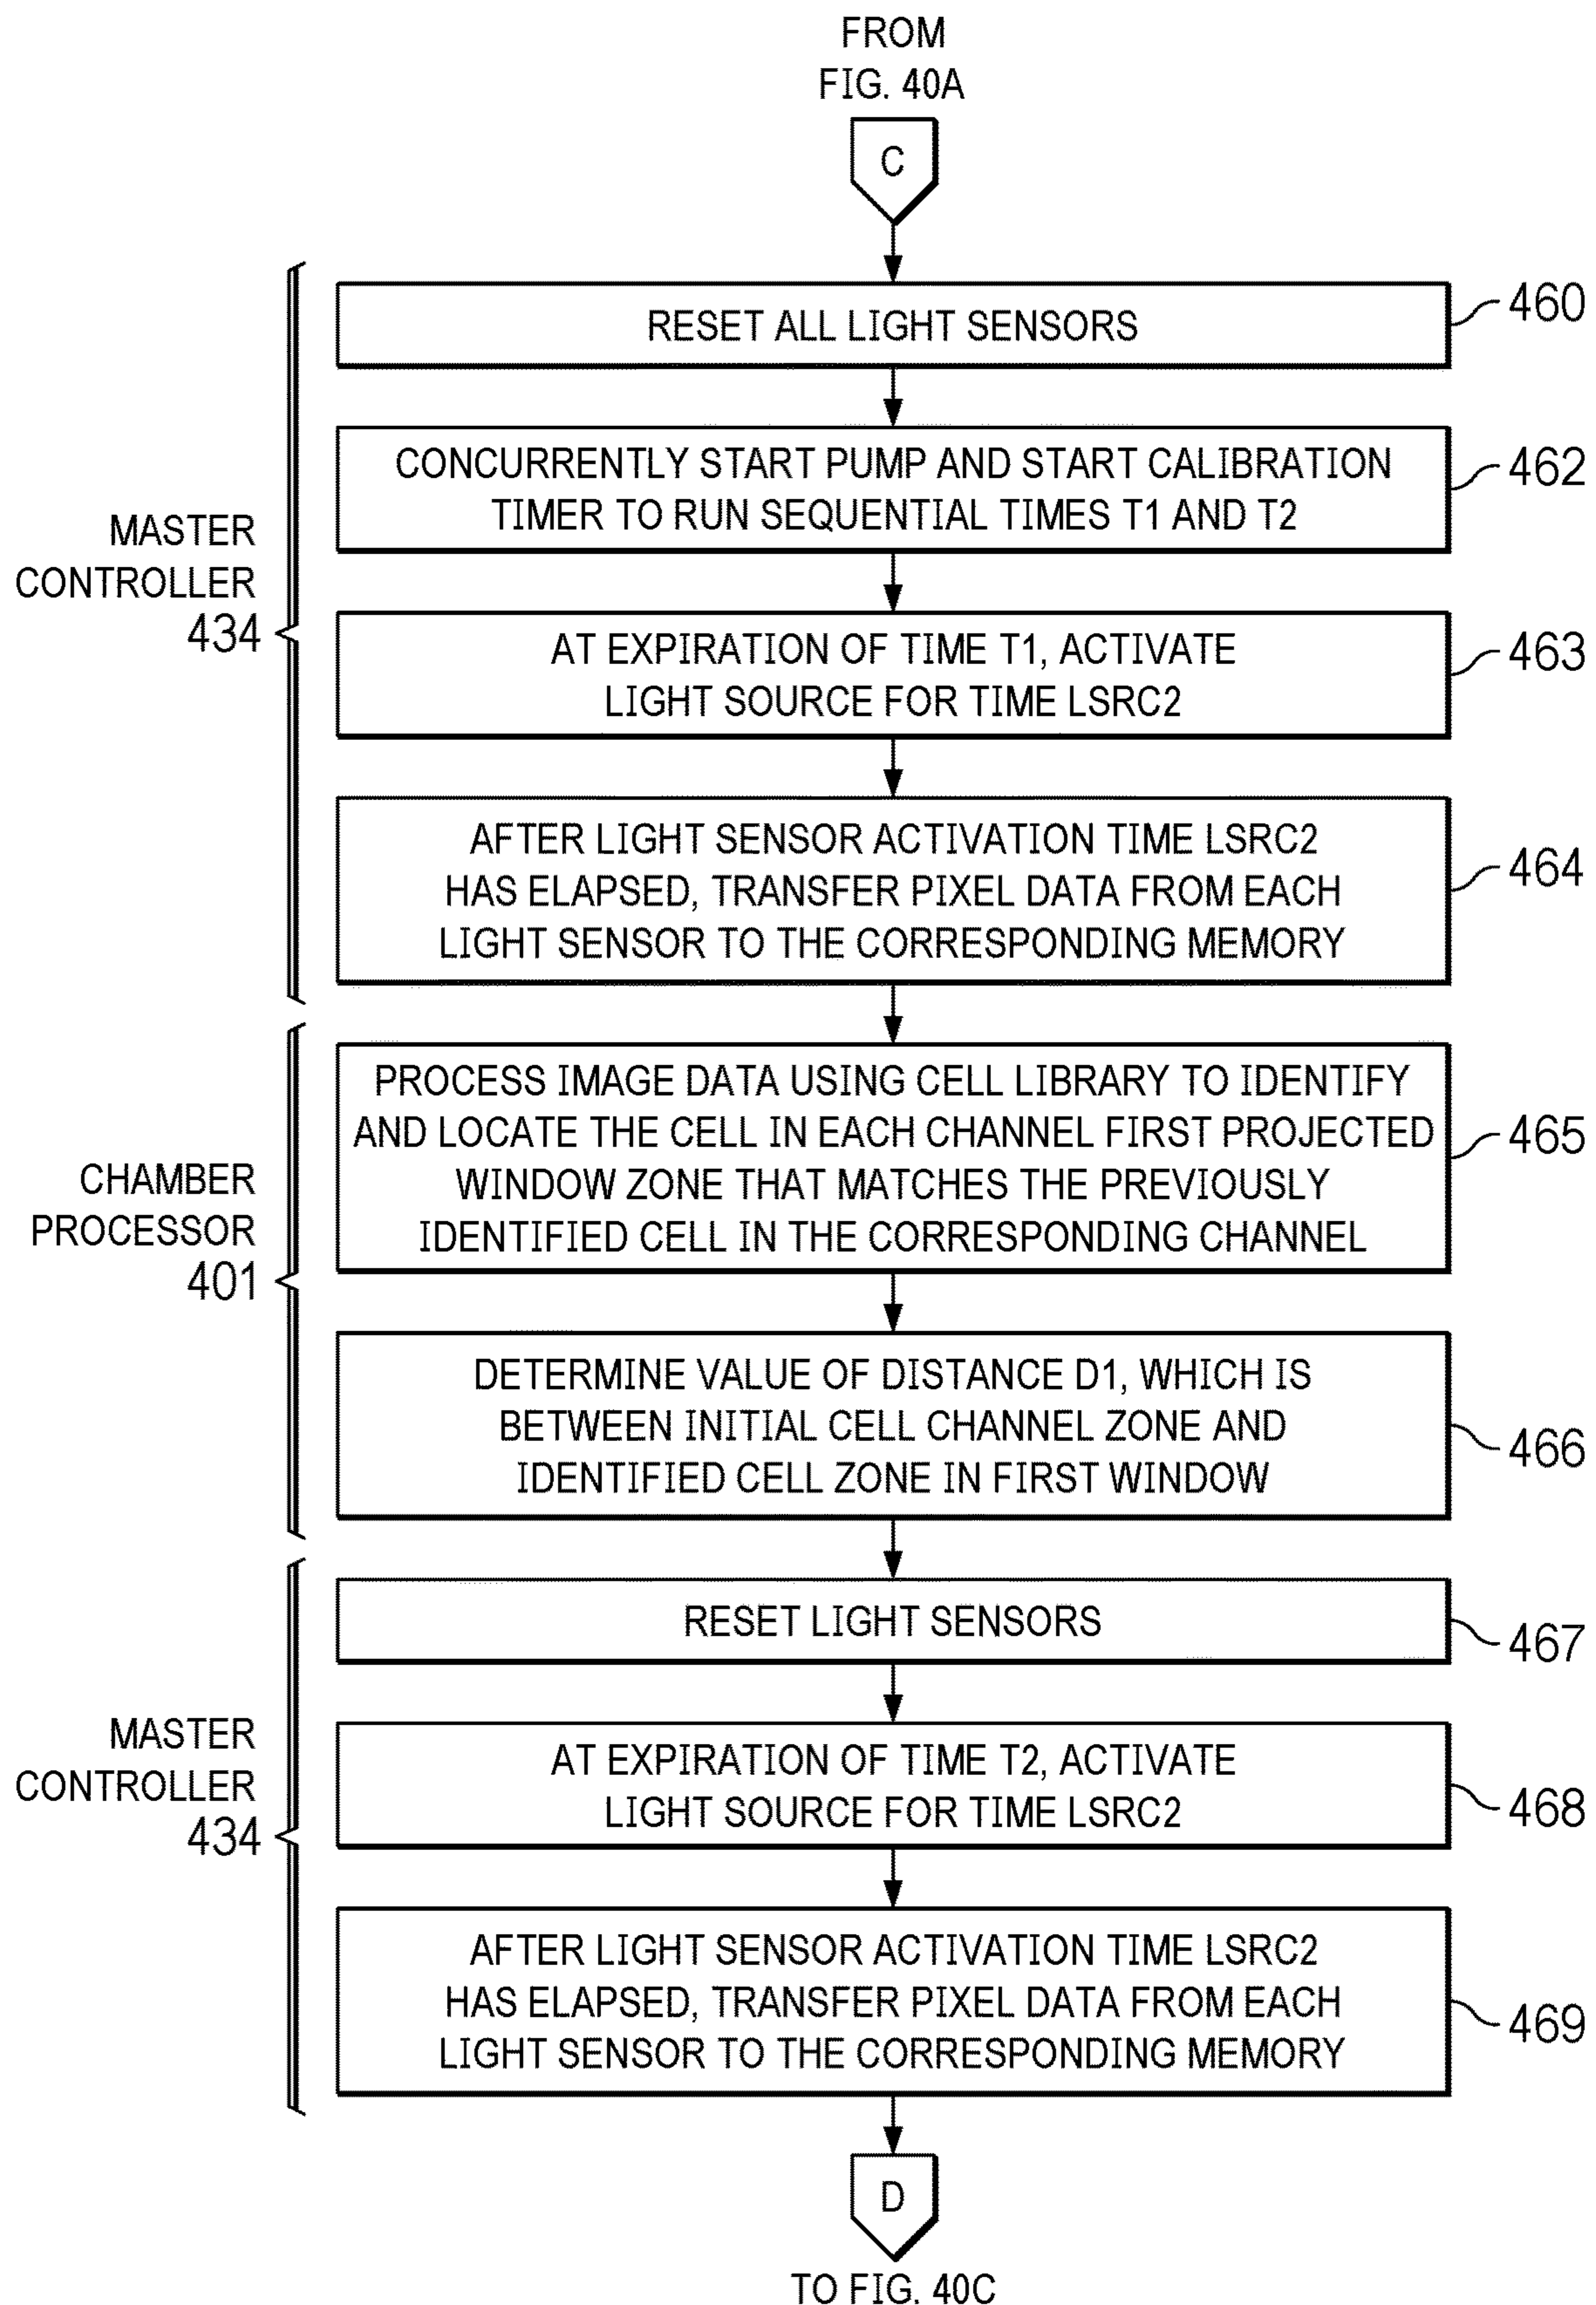 FROM
FIG. 40A
C
RESET ALL LIGHT SENSORS
460
CONCURRENTLY START PUMP AND START CALIBRATION
TIMER TO RUN SEQUENTIAL TIMES T1 AND T2
462
AT EXPIRATION OF TIME T1, ACTIVATE
LIGHT SOURCE FOR TIME LSRC2
463
MASTER
CONTROLLER
434
AFTER LIGHT SENSOR ACTIVATION TIME LSRC2
HAS ELAPSED, TRANSFER PIXEL DATA FROM EACH
LIGHT SENSOR TO THE CORRESPONDING MEMORY
464
PROCESS IMAGE DATA USING CELL LIBRARY TO IDENTIFY
AND LOCATE THE CELL IN EACH CHANNEL FIRST PROJECTED
WINDOW ZONE THAT MATCHES THE PREVIOUSLY
IDENTIFIED CELL IN THE CORRESPONDING CHANNEL
465
CHAMBER
PROCESSOR
401
DETERMINE VALUE OF DISTANCE D1, WHICH IS
BETWEEN INITIAL CELL CHANNEL ZONE AND
IDENTIFIED CELL ZONE IN FIRST WINDOW
466
RESET LIGHT SENSORS
467
AT EXPIRATION OF TIME T2, ACTIVATE
LIGHT SOURCE FOR TIME LSRC2
468
MASTER
CONTROLLER
434
AFTER LIGHT SENSOR ACTIVATION TIME LSRC2
HAS ELAPSED, TRANSFER PIXEL DATA FROM EACH
LIGHT SENSOR TO THE CORRESPONDING MEMORY
469
D
TO FIG. 40C